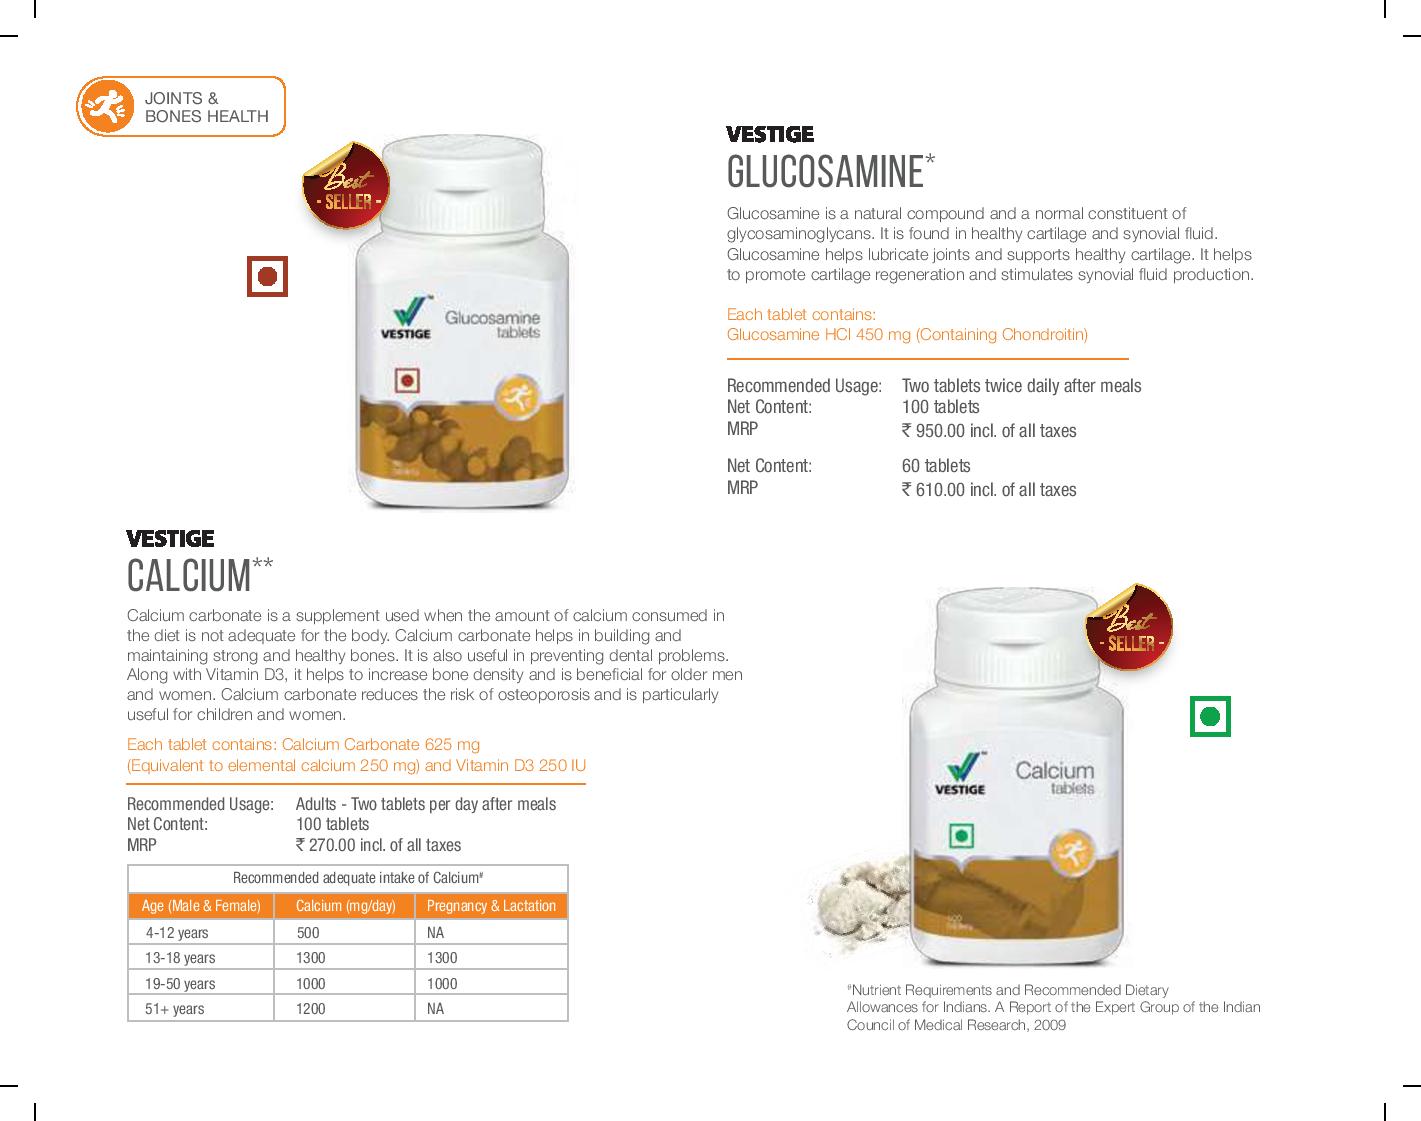 JOINTS &
BONES HEALTH
Best
- SELLER -
VESTIGE
Glucosamine
tablets
VESTIGE
GLUCOSAMINE*
Glucosamine is a natural compound and a normal constituent of
glycosaminoglycans. It is found in healthy cartilage and synovial fluid.
Glucosamine helps lubricate joints and supports healthy cartilage. It helps
to promote cartilage regeneration and stimulates synovial fluid production.
Each tablet contains:
Glucosamine HCl 450 mg (Containing Chondroitin)
Recommended Usage: Two tablets twice daily after meals
Net Content: 100 tablets
MRP ₹ 950.00 incl. of all taxes
Net Content: 60 tablets
MRP ₹ 610.00 incl. of all taxes
VESTIGE
CALCIUM**
Calcium carbonate is a supplement used when the amount of calcium consumed in
the diet is not adequate for the body. Calcium carbonate helps in building and
maintaining strong and healthy bones. It is also useful in preventing dental problems.
Along with Vitamin D3, it helps to increase bone density and is beneficial for older men
and women. Calcium carbonate reduces the risk of osteoporosis and is particularly
useful for children and women.
Each tablet contains: Calcium Carbonate 625 mg
(Equivalent to elemental calcium 250 mg) and Vitamin D3 250 IU
Recommended Usage: Adults - Two tablets per day after meals
Net Content: 100 tablets
MRP ₹ 270.00 incl. of all taxes
Recommended adequate intake of Calcium#
Age (Male & Female) Calcium (mg/day) Pregnancy & Lactation
4-12 years 500 NA
13-18 years 1300 1300
19-50 years 1000 1000
51+ years 1200 NA
Best
- SELLER -
VESTIGE™
Calcium
tablets
#Nutrient Requirements and Recommended Dietary
Allowances for Indians. A Report of the Expert Group of the Indian
Council of Medical Research, 2009